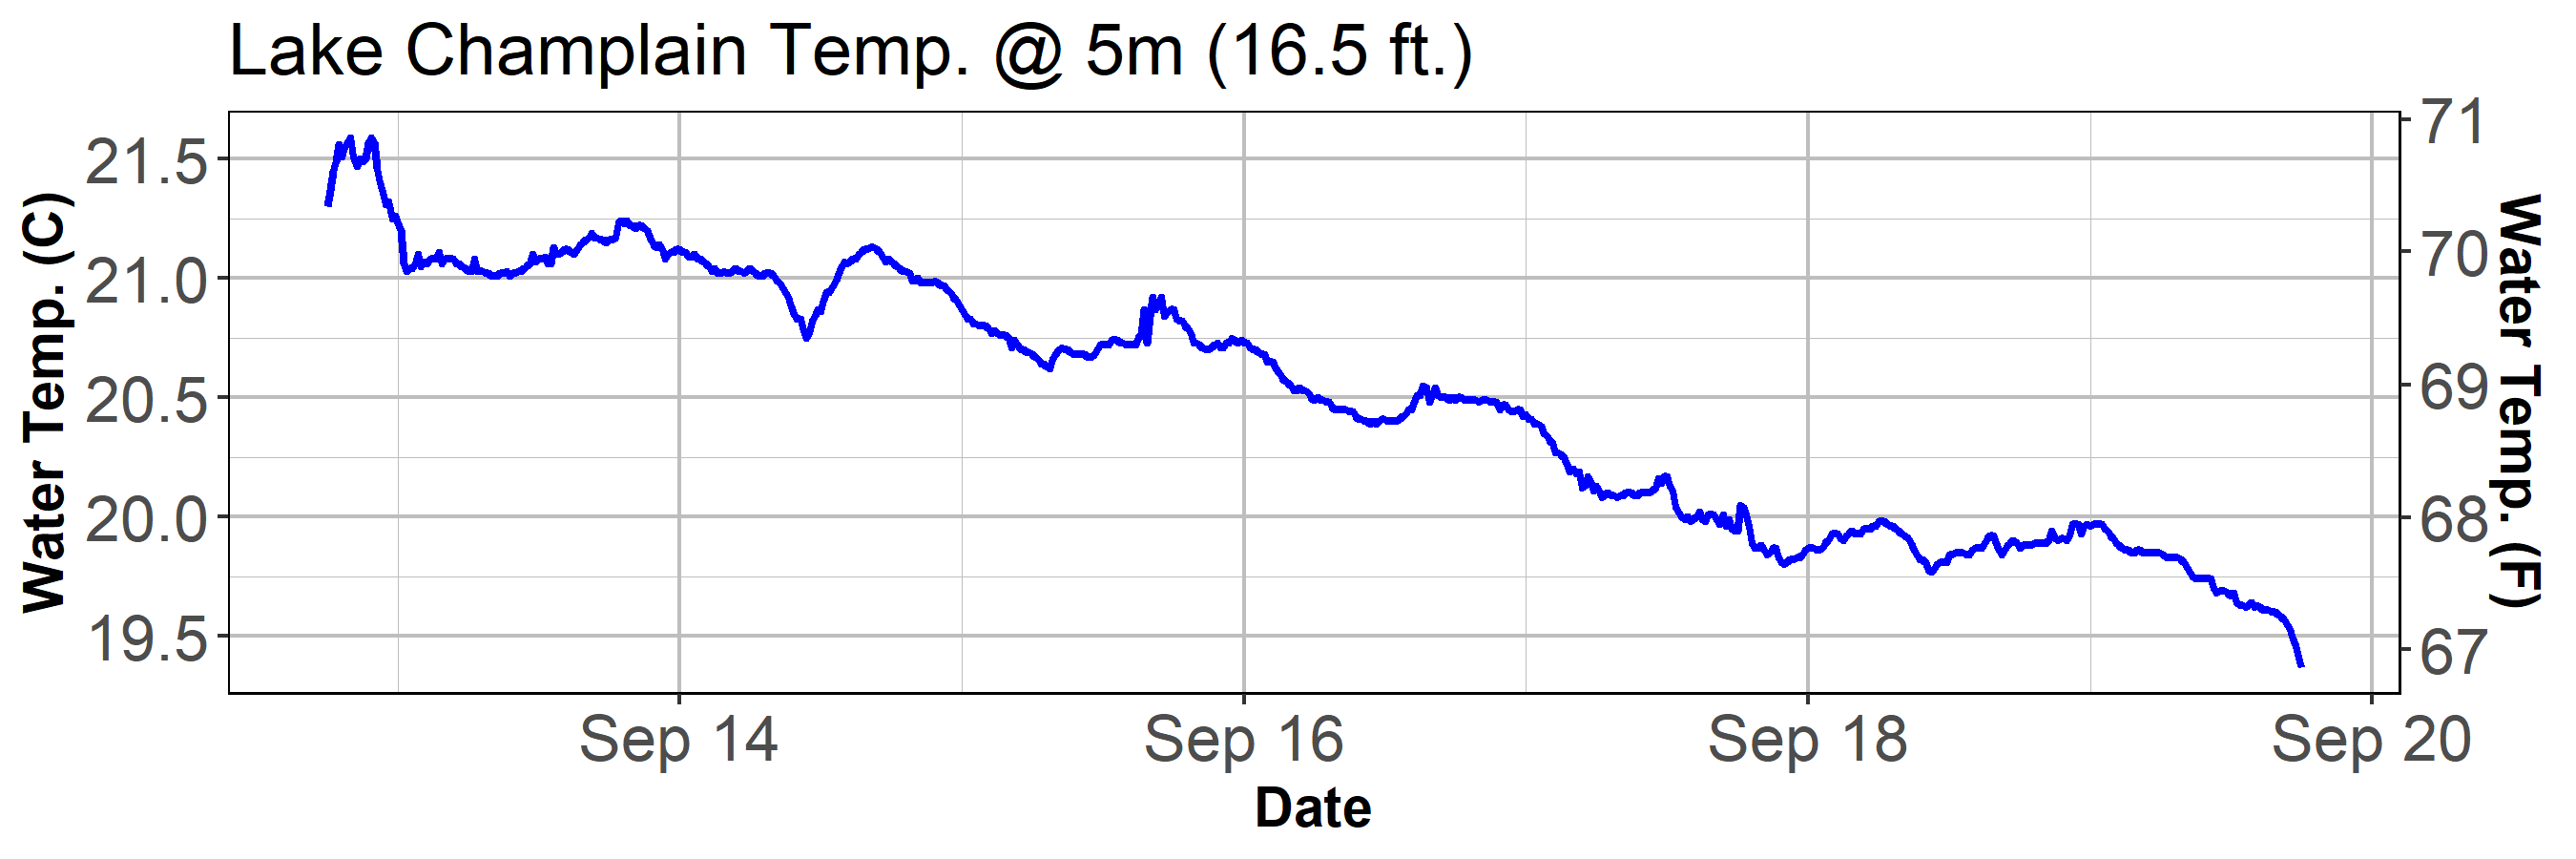 Lake Champlain Temp. @ 5m (16.5 ft.)
Water Temp. (C)
21.5
21.0
20.5
20.0
19.5
71
70
69
68
67
Water Temp. (F)
Sep 14
Sep 16
Sep 18
Sep 20
Date